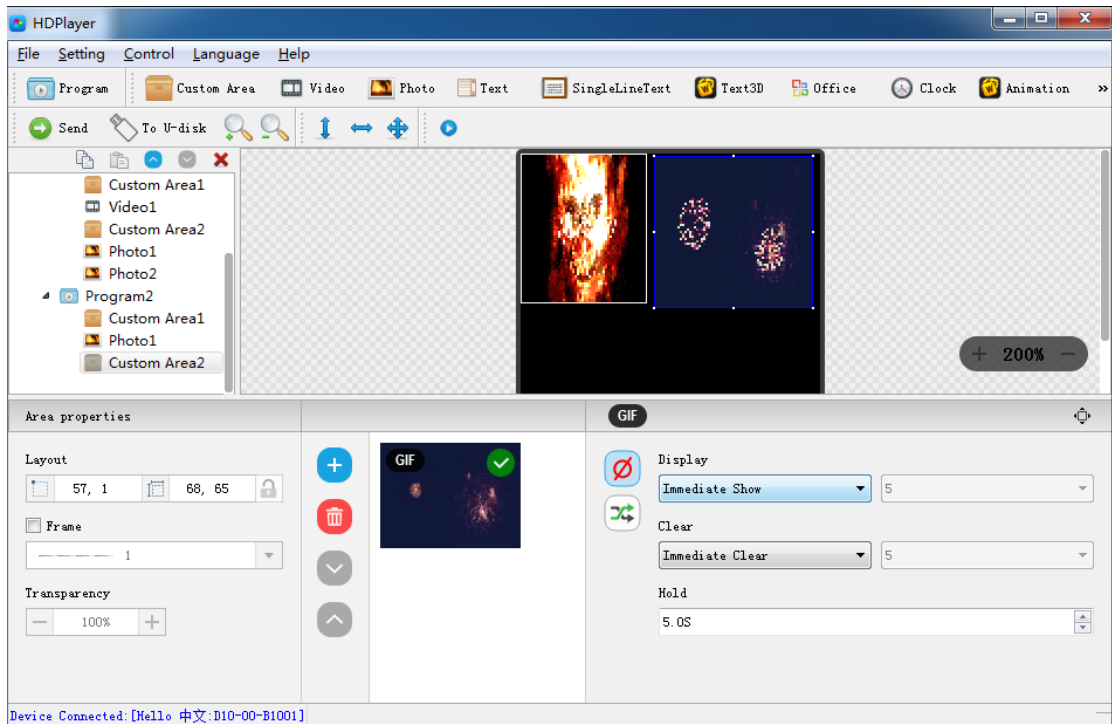 HDPlayer
File Setting Control Language Help
Program Custom Area Video Photo Text SingleLineText Text3D Office Clock Animation »
Send To U-disk
Custom Area1
Video1
Custom Area2
Photo1
Photo2
Program2
Custom Area1
Photo1
Custom Area2
+ 200% −
Area properties
GIF
Layout
57, 1 68, 65
Frame
1
Transparency
— 100% +
GIF
Display
Immediate Show 5
Clear
Immediate Clear 5
Hold
5.0S
Device Connected:[Hello 中文:D10-00-B1001]